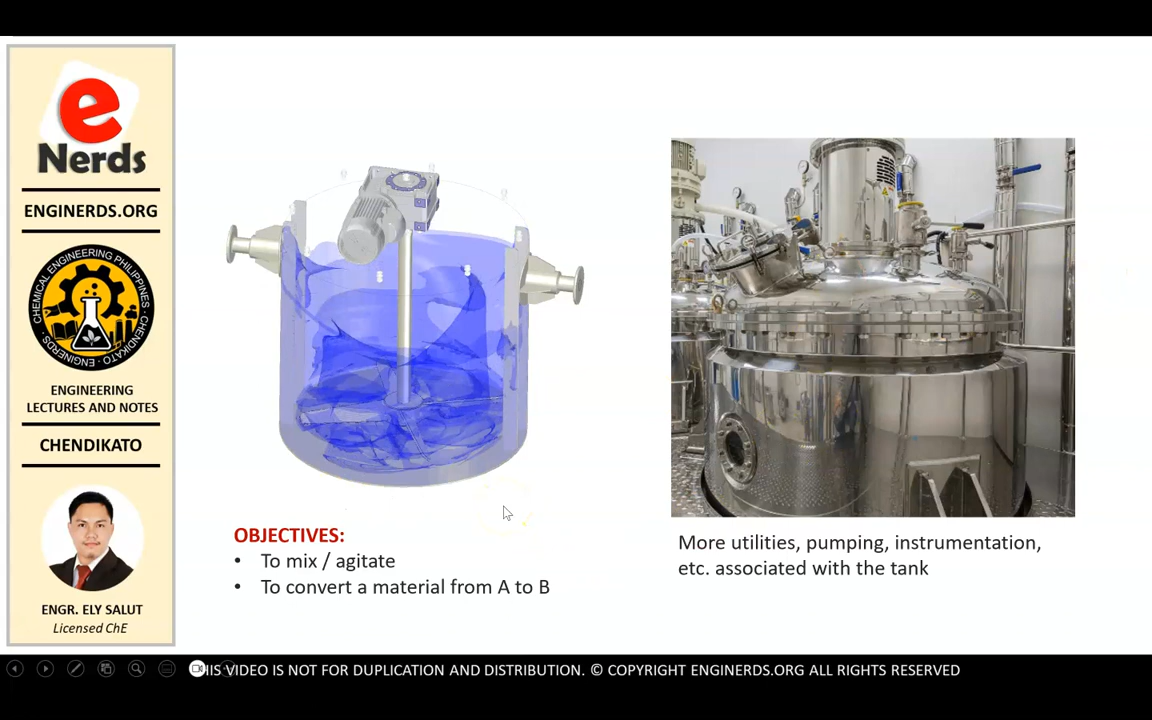 e
Nerds
ENGINERDS.ORG
CHEMICAL ENGINEERING PHILIPPINES
CHENDIKATO ENGINERDS
ENGINEERING
LECTURES AND NOTES
CHENDIKATO
ENGR. ELY SALUT
Licensed ChE
OBJECTIVES:
• To mix / agitate
• To convert a material from A to B
More utilities, pumping, instrumentation,
etc. associated with the tank
HIS VIDEO IS NOT FOR DUPLICATION AND DISTRIBUTION. © COPYRIGHT ENGINERDS.ORG ALL RIGHTS RESERVED